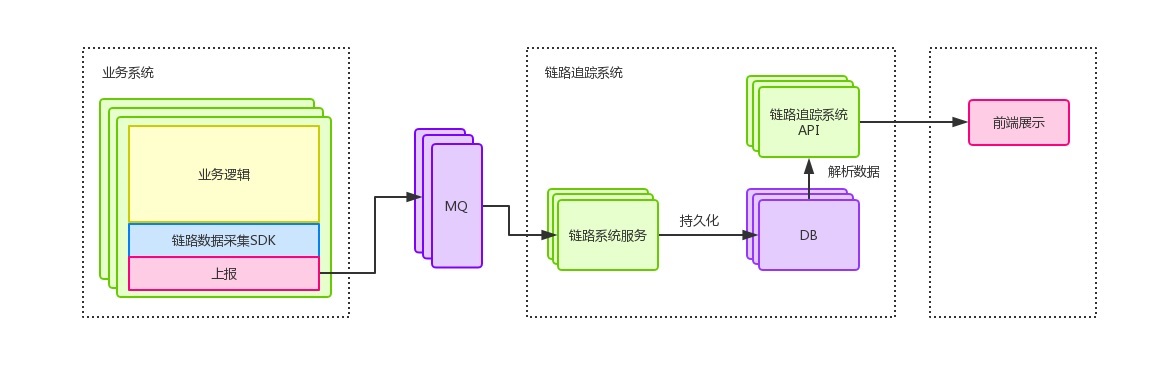 业务系统
业务逻辑
链路数据采集SDK
上报
MQ
链路追踪系统
链路系统服务
持久化
DB
解析数据
链路追踪系统
API
前端展示